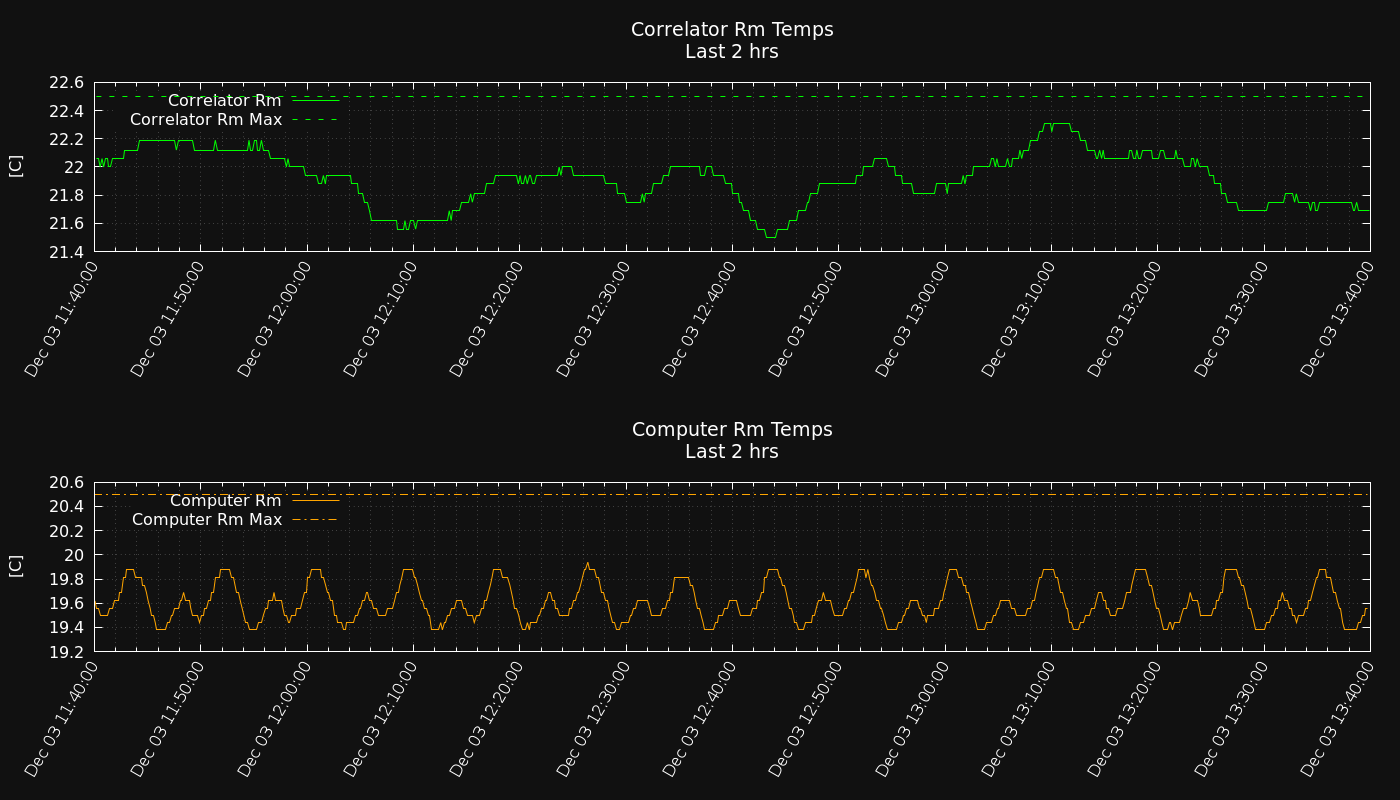 Correlator Rm Temps
Last 2 hrs
22.6
22.4
22.2
22
21.8
21.6
21.4
[C]
Correlator Rm
Correlator Rm Max
Dec 03 11:40:00
Dec 03 11:50:00
Dec 03 12:00:00
Dec 03 12:10:00
Dec 03 12:20:00
Dec 03 12:30:00
Dec 03 12:40:00
Dec 03 12:50:00
Dec 03 13:00:00
Dec 03 13:10:00
Dec 03 13:20:00
Dec 03 13:30:00
Dec 03 13:40:00
Computer Rm Temps
Last 2 hrs
20.6
20.4
20.2
20
19.8
19.6
19.4
19.2
[C]
Computer Rm
Computer Rm Max
Dec 03 11:40:00
Dec 03 11:50:00
Dec 03 12:00:00
Dec 03 12:10:00
Dec 03 12:20:00
Dec 03 12:30:00
Dec 03 12:40:00
Dec 03 12:50:00
Dec 03 13:00:00
Dec 03 13:10:00
Dec 03 13:20:00
Dec 03 13:30:00
Dec 03 13:40:00